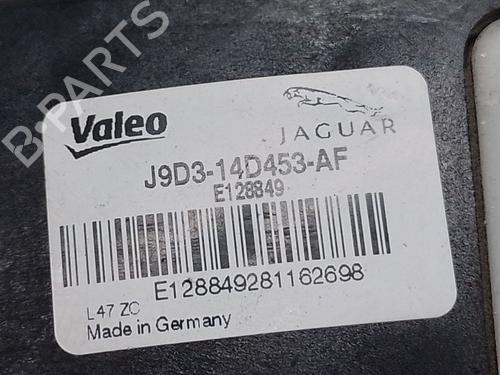 B-PARTS
Valeo
JAGUAR
J9D3-14D453-AF
E128849
E128849281162698
L47 ZC
Made in Germany